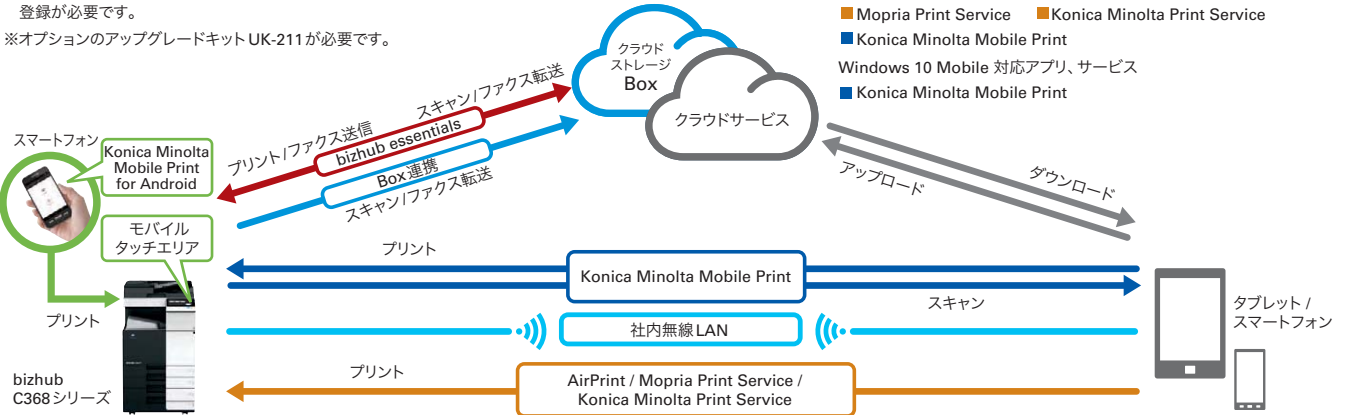 登録が必要です。
※オプションのアップグレードキットUK-211が必要です。
■Mopria Print Service ■Konica Minolta Print Service
■Konica Minolta Mobile Print
Windows 10 Mobile 対応アプリ、サービス
■Konica Minolta Mobile Print
クラウド
ストレージ
Box
クラウドサービス
スキャン/ファクス転送
プリント/ファクス送信
bizhub essentials
Box連携
スキャン/ファクス転送
ダウンロード
アップロード
スマートフォン
Konica Minolta
Mobile Print
for Android
モバイル
タッチエリア
プリント
bizhub
C368シリーズ
プリント
Konica Minolta Mobile Print
スキャン
社内無線LAN
プリント
AirPrint / Mopria Print Service /
Konica Minolta Print Service
タブレット /
スマートフォン